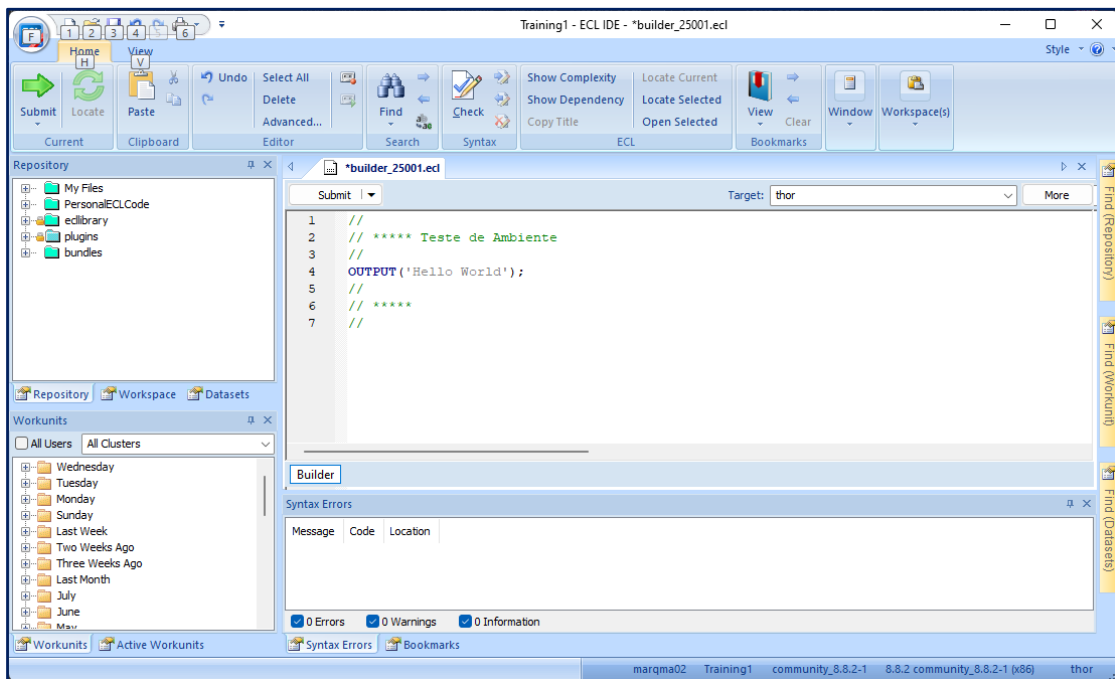 Training1 - ECL IDE - *builder_25001.ecl
F
1 2 3 4 5 6
Home View
H V
Style
Submit Locate
Current
Paste
Clipboard
Undo Select All
Delete
Advanced...
Editor
Find
Search
Check
Syntax
Show Complexity Locate Current
Show Dependency Locate Selected
Copy Title Open Selected
ECL
View Clear
Bookmarks
Window Workspace(s)
Repository
My Files
PersonalECLCode
ecllibrary
plugins
bundles
Repository Workspace Datasets
Workunits
All Users All Clusters
Wednesday
Tuesday
Monday
Sunday
Last Week
Two Weeks Ago
Three Weeks Ago
Last Month
July
June
May
Workunits Active Workunits
*builder_25001.ecl
Submit Target: thor More
1 //
2 // ***** Teste de Ambiente
3 //
4 OUTPUT('Hello World');
5 //
6 // *****
7 //
Builder
Syntax Errors
Message Code Location
0 Errors 0 Warnings 0 Information
Syntax Errors Bookmarks
Find (Repository)
Find (Workunit)
Find (Datasets)
marqma02 Training1 community_8.8.2-1 8.8.2 community_8.8.2-1 (x86) thor